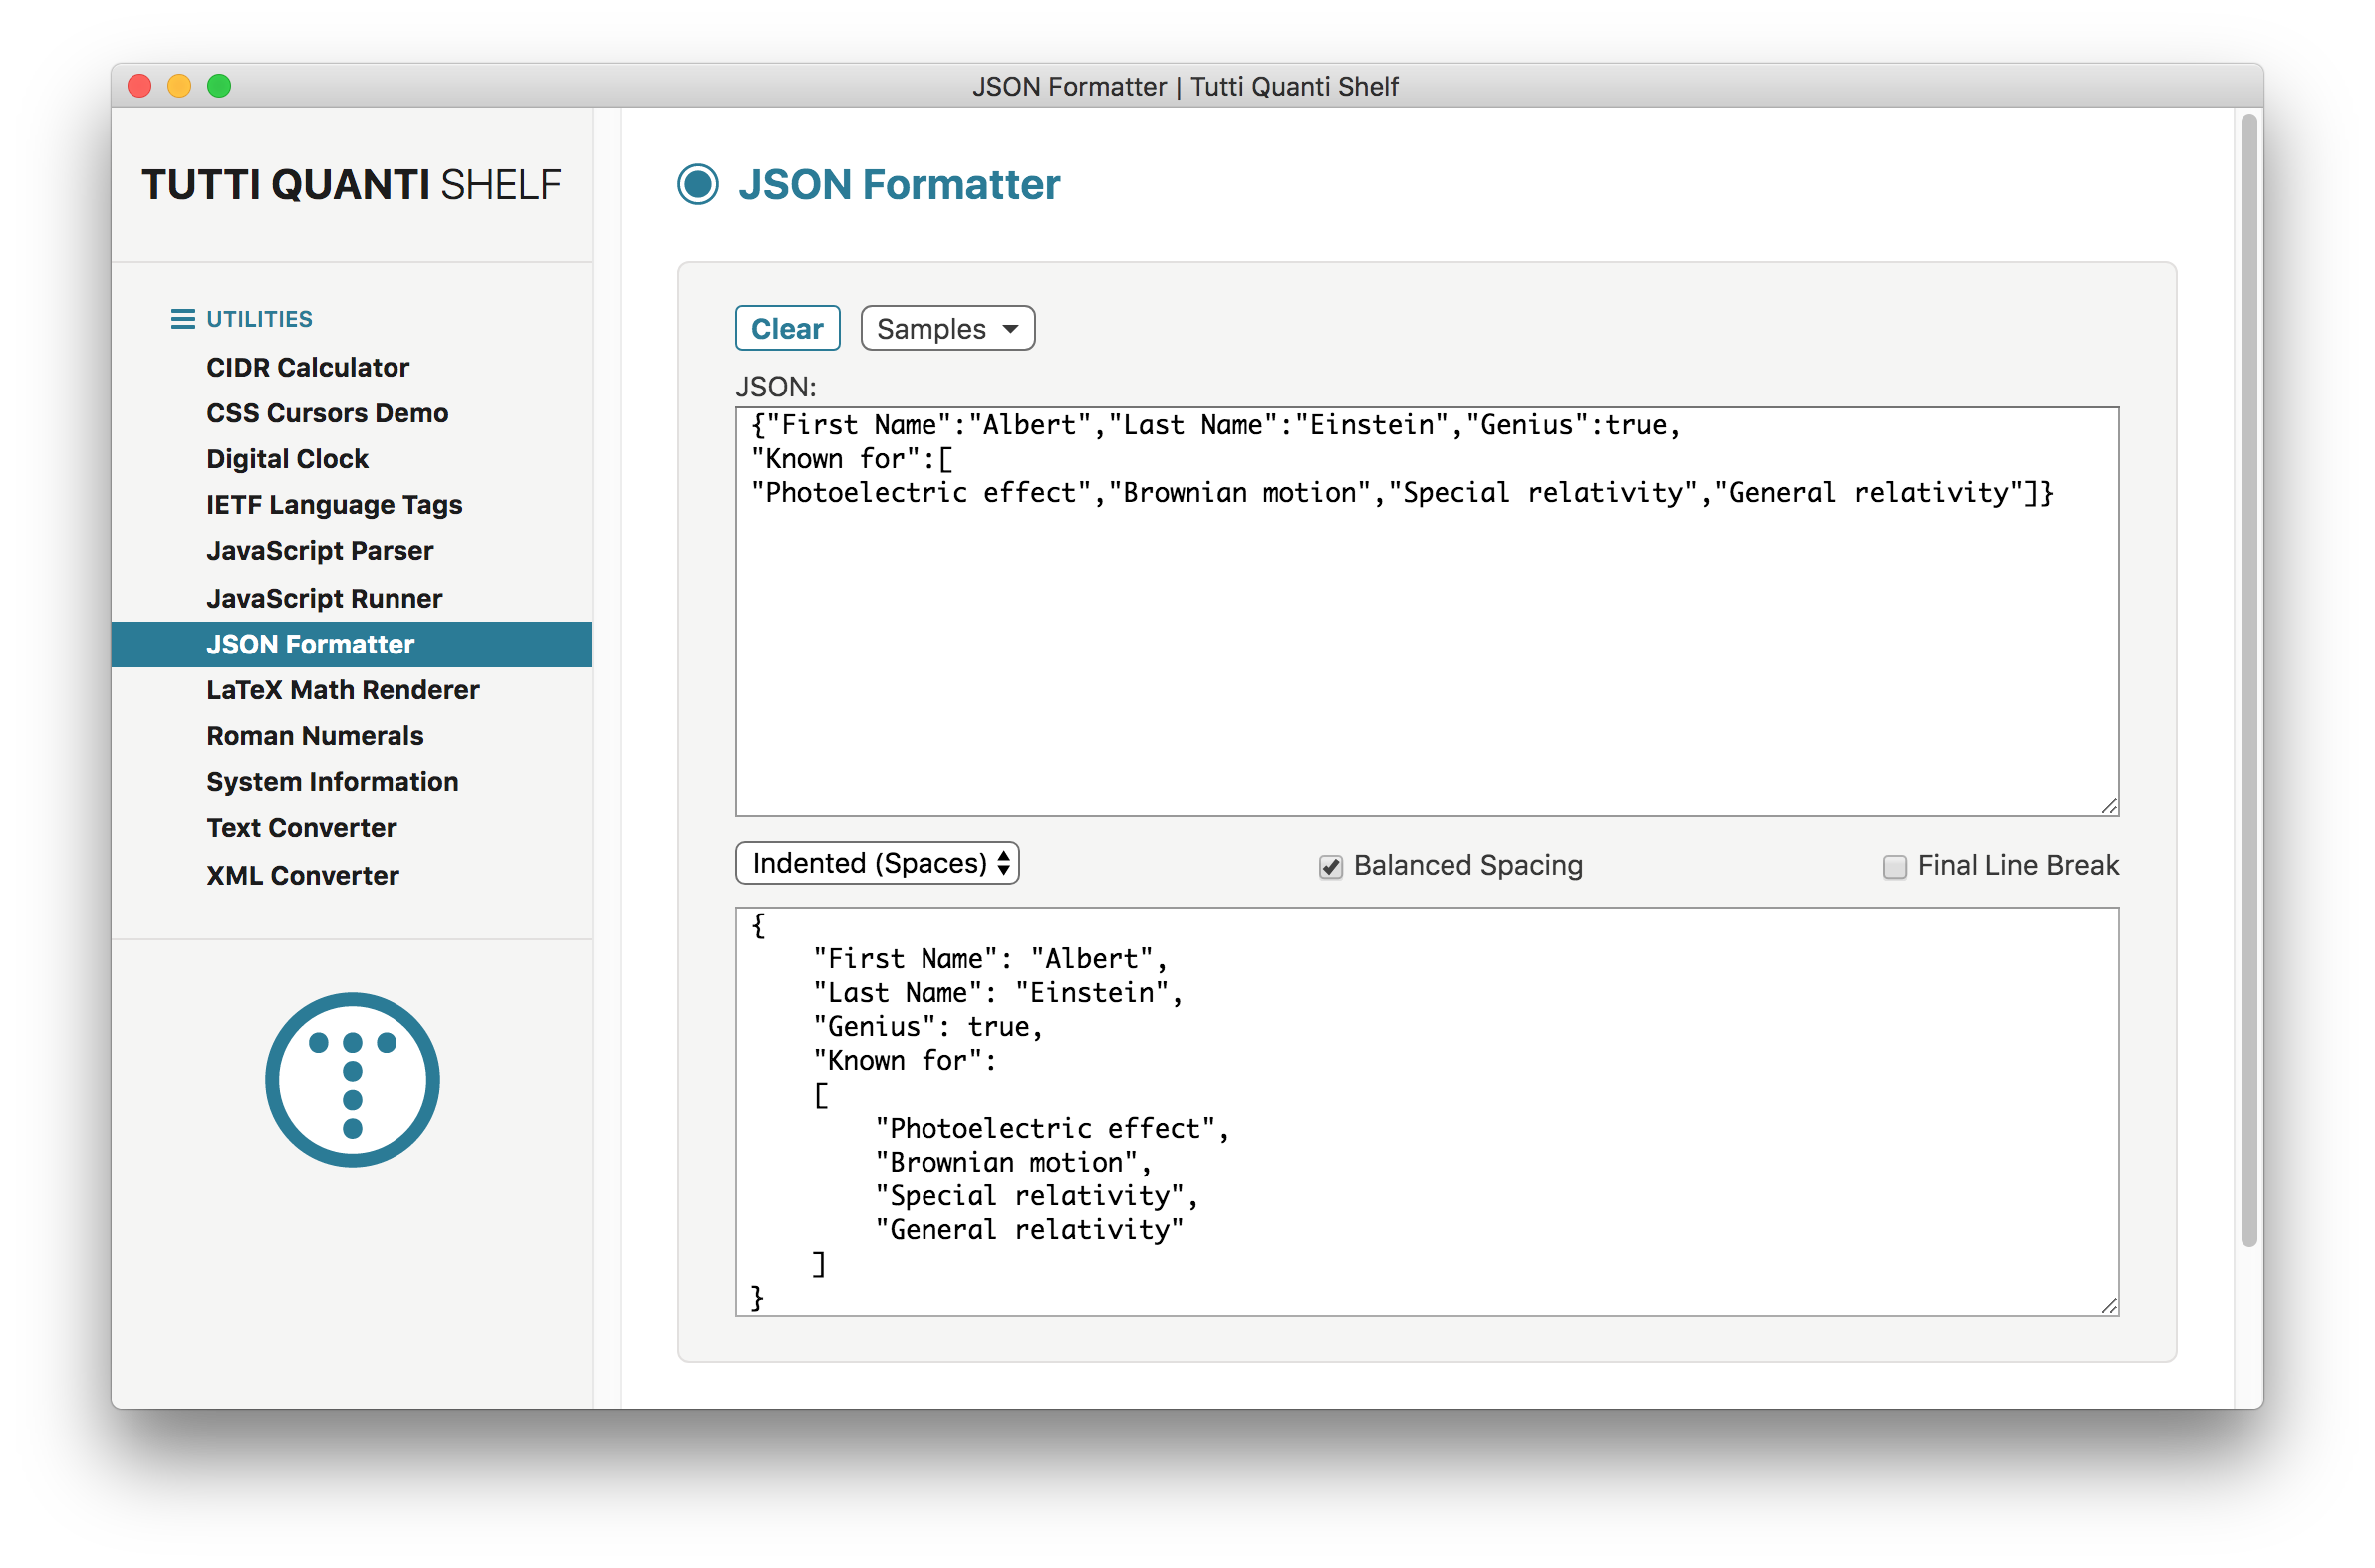 JSON Formatter | Tutti Quanti Shelf
TUTTI QUANTI SHELF
UTILITIES
CIDR Calculator
CSS Cursors Demo
Digital Clock
IETF Language Tags
JavaScript Parser
JavaScript Runner
JSON Formatter
LaTeX Math Renderer
Roman Numerals
System Information
Text Converter
XML Converter
JSON Formatter
Clear
Samples
JSON:
{"First Name":"Albert","Last Name":"Einstein","Genius":true,
"Known for":[
"Photoelectric effect","Brownian motion","Special relativity","General relativity"]}
Indented (Spaces)
Balanced Spacing
Final Line Break
{
    "First Name": "Albert",
    "Last Name": "Einstein",
    "Genius": true,
    "Known for":
    [
        "Photoelectric effect",
        "Brownian motion",
        "Special relativity",
        "General relativity"
    ]
}